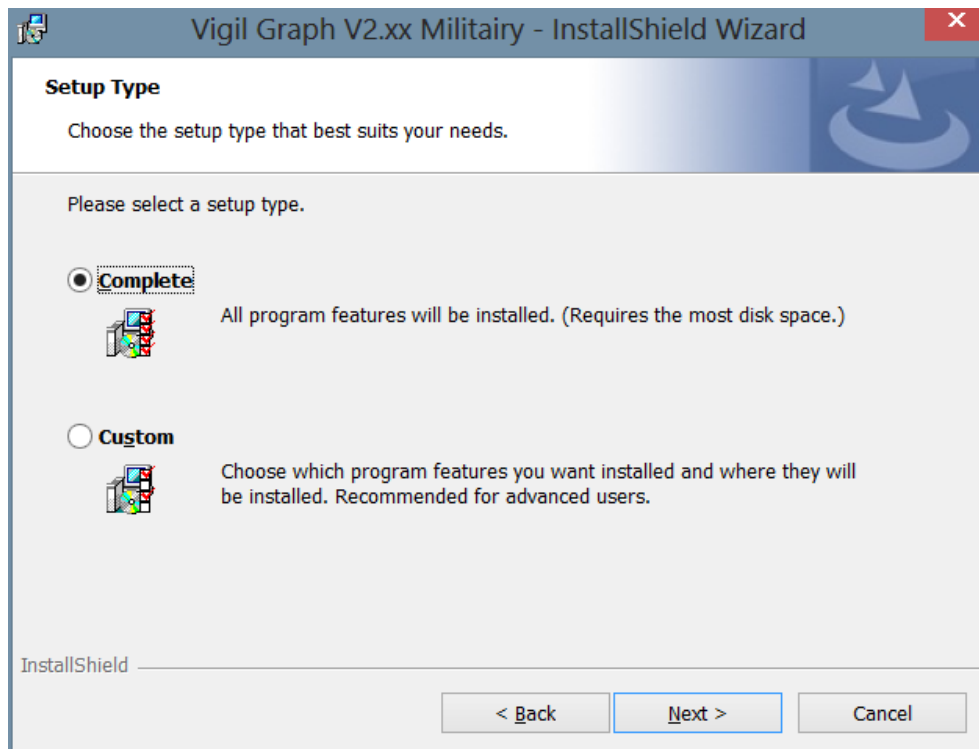 Vigil Graph V2.xx Militairy - InstallShield Wizard
Setup Type
Choose the setup type that best suits your needs.
Please select a setup type.
Complete
All program features will be installed. (Requires the most disk space.)
Custom
Choose which program features you want installed and where they will
be installed. Recommended for advanced users.
InstallShield
< Back Next > Cancel